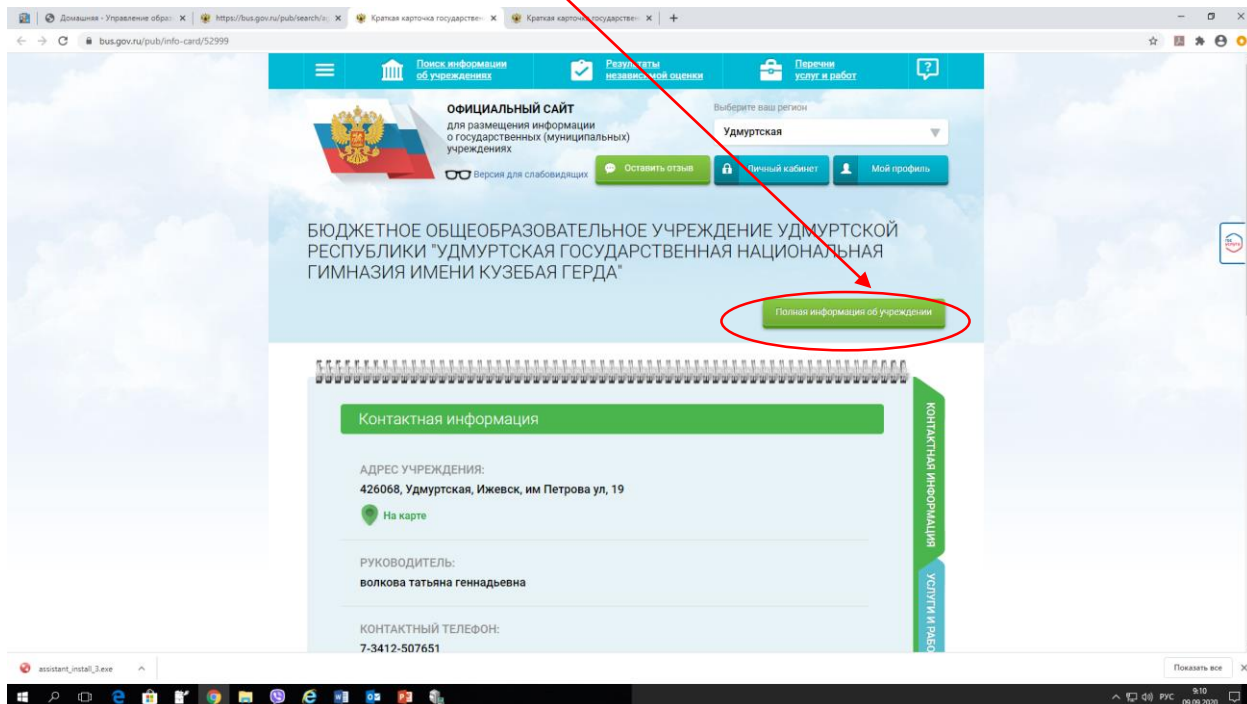 Домашняя - Управление образ
https://bus.gov.ru/pub/search/ag
Краткая карточка государствен
Краткая карточка государствен
bus.gov.ru/pub/info-card/52999
Поиск информации
об учреждениях
Результаты
независимой оценки
Перечни
услуг и работ
ОФИЦИАЛЬНЫЙ САЙТ
для размещения информации
о государственных (муниципальных)
учреждениях
Версия для слабовидящих
Оставить отзыв
Выберите ваш регион
Удмуртская
Личный кабинет
Мой профиль
БЮДЖЕТНОЕ ОБЩЕОБРАЗОВАТЕЛЬНОЕ УЧРЕЖДЕНИЕ УДМУРТСКОЙ
РЕСПУБЛИКИ "УДМУРТСКАЯ ГОСУДАРСТВЕННАЯ НАЦИОНАЛЬНАЯ
ГИМНАЗИЯ ИМЕНИ КУЗЕБАЯ ГЕРДА"
Полная информация об учреждении
Контактная информация
АДРЕС УЧРЕЖДЕНИЯ:
426068, Удмуртская, Ижевск, им Петрова ул, 19
На карте
РУКОВОДИТЕЛЬ:
волкова татьяна геннадьевна
КОНТАКТНЫЙ ТЕЛЕФОН:
7-3412-507651
КОНТАКТНАЯ ИНФОРМАЦИЯ
УСЛУГИ И РАБО
assistant_install_3.exe
Показать все
РУС
9:10
09.09.2020